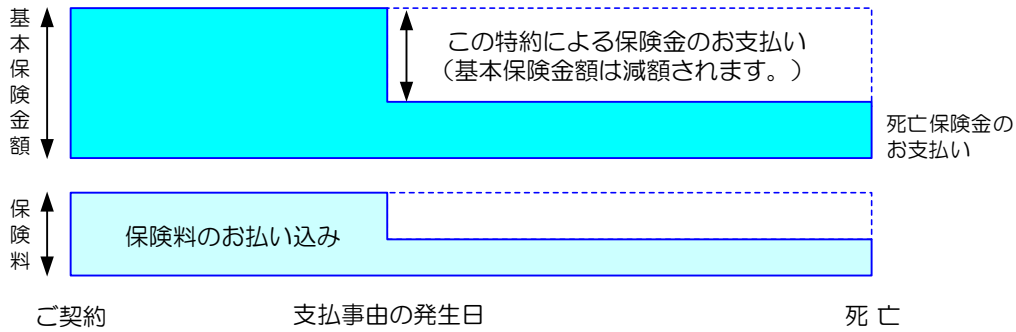 基本保険金額
この特約による保険金のお支払い
（基本保険金額は減額されます。）
死亡保険金の
お支払い
保険料
保険料のお払い込み
ご契約
支払事由の発生日
死亡